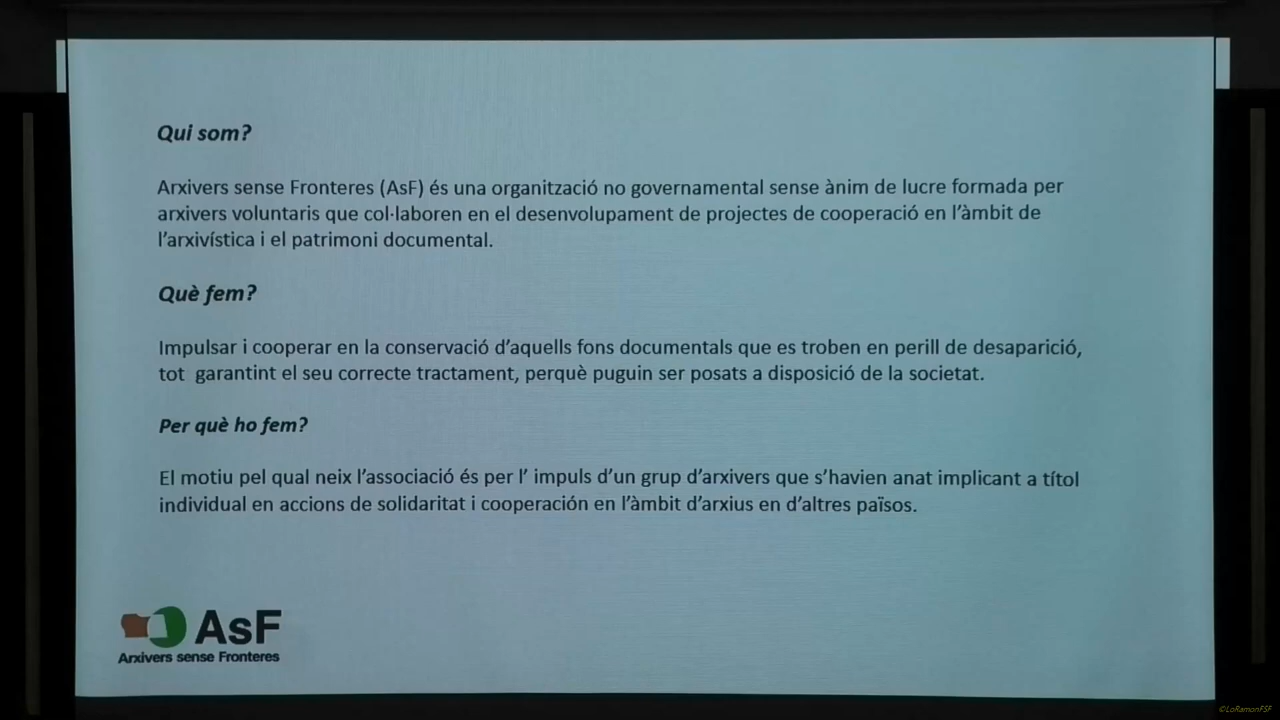 Qui som?
Arxivers sense Fronteres (AsF) és una organització no governamental sense ànim de lucre formada per
arxivers voluntaris que col·laboren en el desenvolupament de projectes de cooperació en l'àmbit de
l'arxivística i el patrimoni documental.
Què fem?
Impulsar i cooperar en la conservació d'aquells fons documentals que es troben en perill de desaparició,
tot garantint el seu correcte tractament, perquè puguin ser posats a disposició de la societat.
Per què ho fem?
El motiu pel qual neix l'associació és per l' impuls d'un grup d'arxivers que s'havien anat implicant a títol
individual en accions de solidaritat i cooperación en l'àmbit d'arxius en d'altres països.
AsF
Arxivers sense Fronteres
©LoRamonFSF